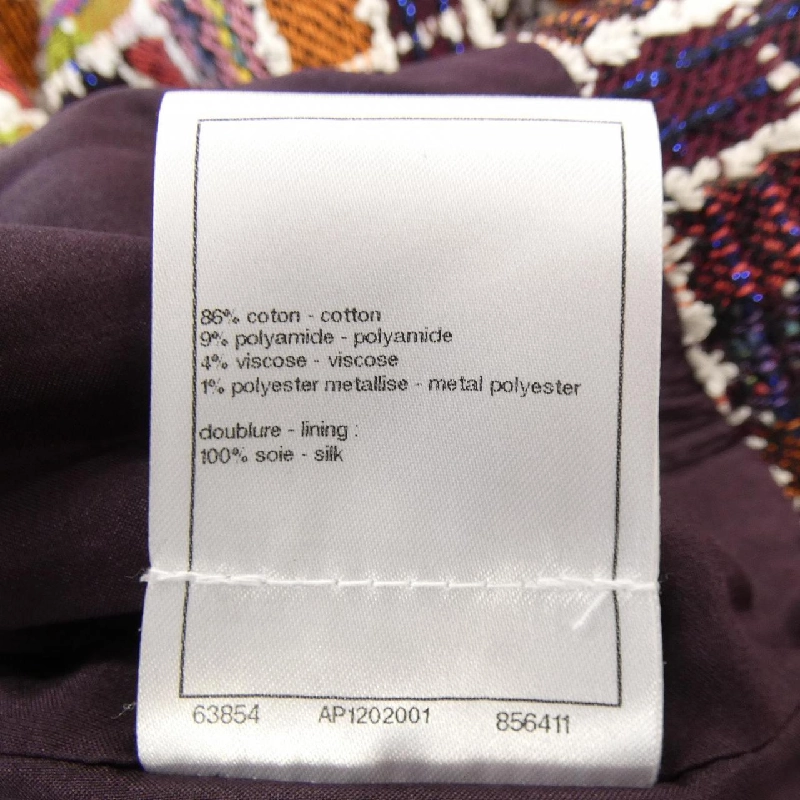 86% coton - cotton
9% polyamide - polyamide
4% viscose - viscose
1% polyester metallise - metal polyester
doublure - lining :
100% soie - silk
63854 AP1202001 856411